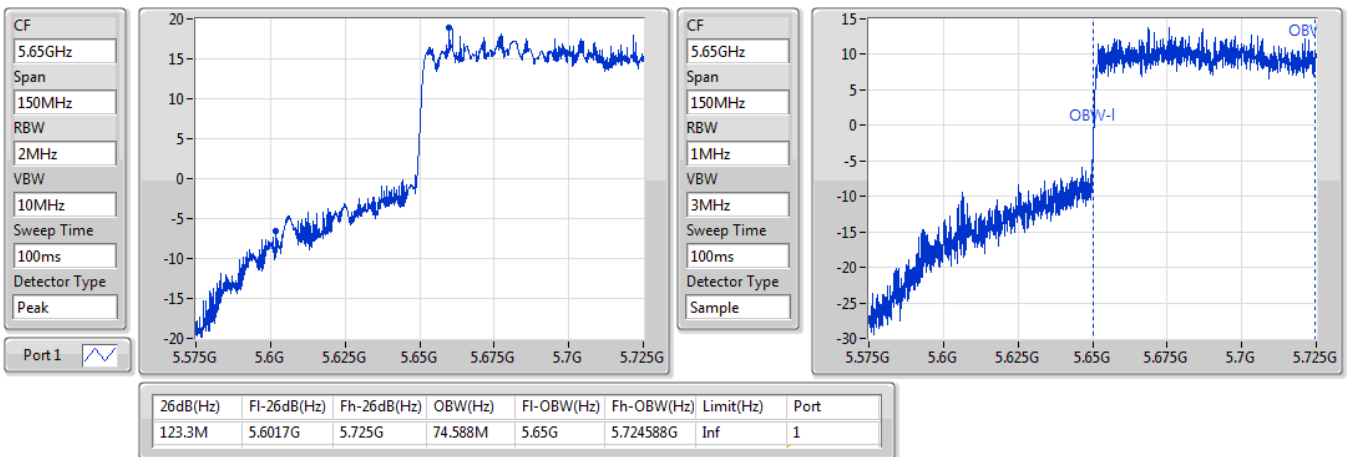 CF
5.65GHz
Span
150MHz
RBW
2MHz
VBW
10MHz
Sweep Time
100ms
Detector Type
Peak
Port 1
20
15
10
5
0
-5
-10
-15
-20
5.575G 5.6G 5.625G 5.65G 5.675G 5.7G 5.725G
CF
5.65GHz
Span
150MHz
RBW
1MHz
VBW
3MHz
Sweep Time
100ms
Detector Type
Sample
15
10
5
0
-5
-10
-15
-20
-25
-30
OBW-l
OBV
5.575G 5.6G 5.625G 5.65G 5.675G 5.7G 5.725G
26dB(Hz) Fl-26dB(Hz) Fh-26dB(Hz) OBW(Hz) Fl-OBW(Hz) Fh-OBW(Hz) Limit(Hz) Port
123.3M 5.6017G 5.725G 74.588M 5.65G 5.724588G Inf 1